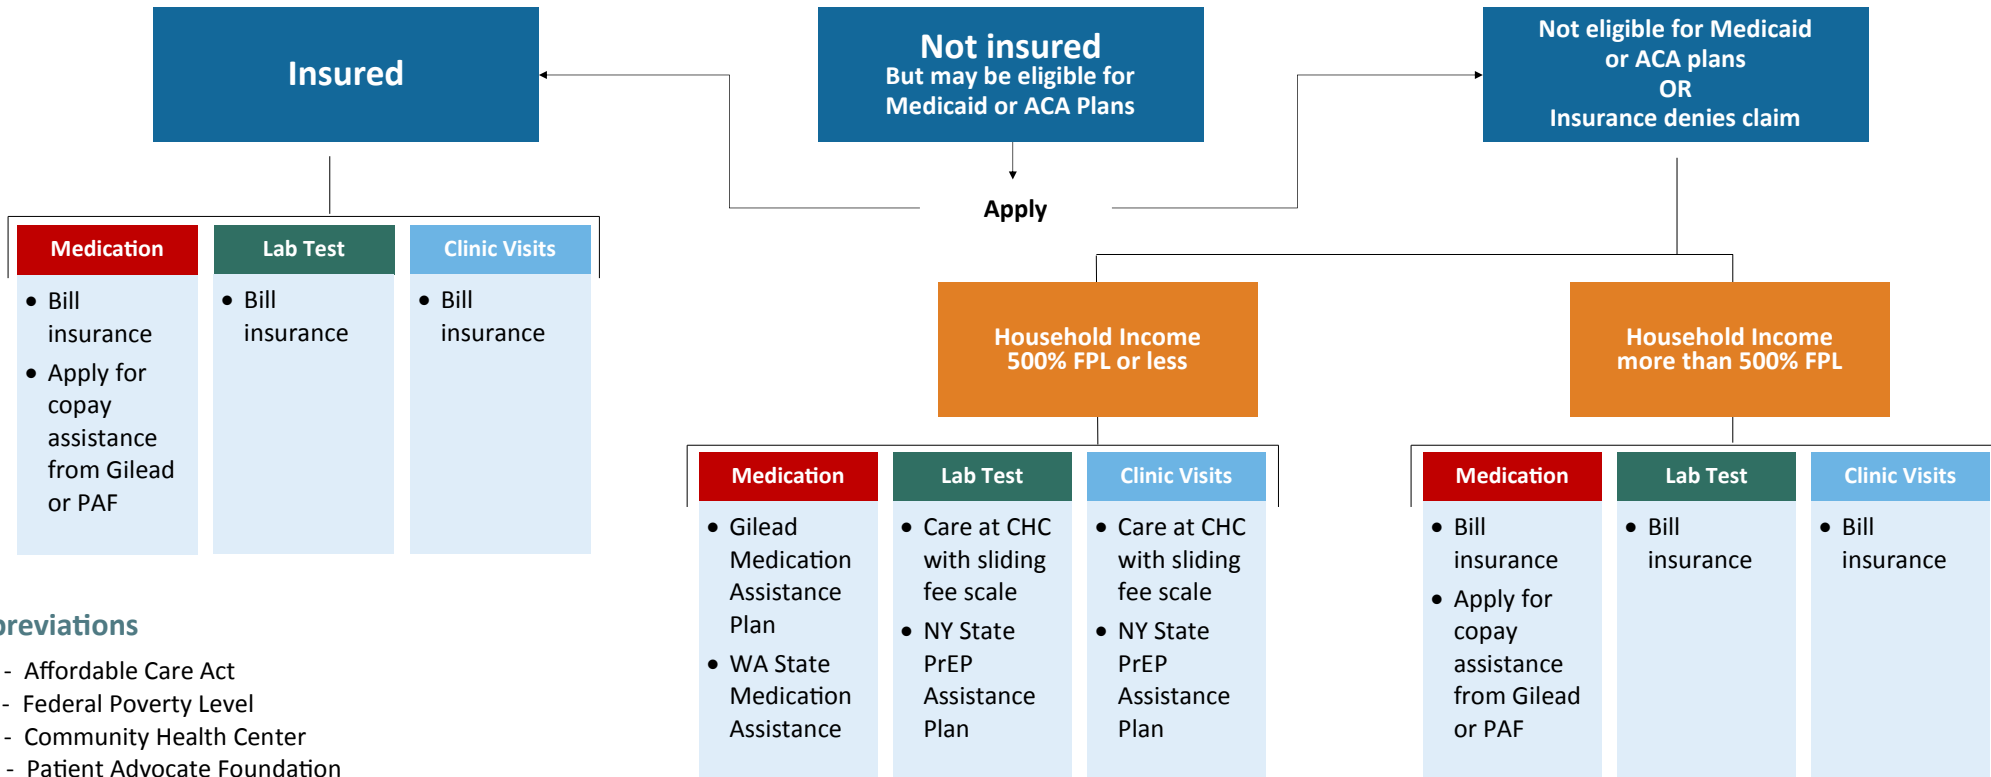 Insured
Not insured
But may be eligible for
Medicaid or ACA Plans
Not eligible for Medicaid
or ACA plans
OR
Insurance denies claim
Apply
Medication
Lab Test
Clinic Visits
• Bill
insurance
• Apply for
copay
assistance
from Gilead
or PAF
• Bill
insurance
• Bill
insurance
Household Income
500% FPL or less
Household Income
more than 500% FPL
Medication
Lab Test
Clinic Visits
• Gilead
Medication
Assistance
Plan
• WA State
Medication
Assistance
• Care at CHC
with sliding
fee scale
• NY State
PrEP
Assistance
Plan
• Care at CHC
with sliding
fee scale
• NY State
PrEP
Assistance
Plan
Medication
Lab Test
Clinic Visits
• Bill
insurance
• Apply for
copay
assistance
from Gilead
or PAF
• Bill
insurance
• Bill
insurance
breviations
- Affordable Care Act
- Federal Poverty Level
- Community Health Center
- Patient Advocate Foundation